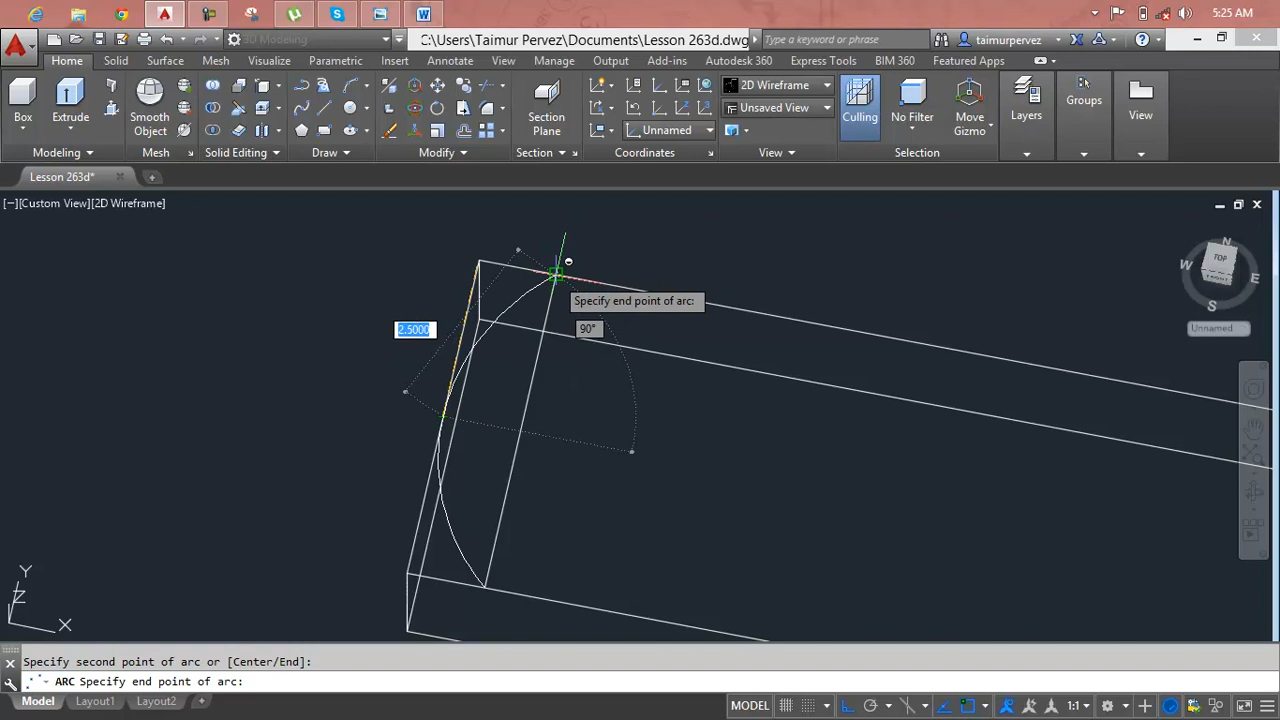 5:25 AM
3D Modeling
C:\Users\Taimur Pervez\Documents\Lesson 263d.dwg
Type a keyword or phrase
taimurpervez
Home Solid Surface Mesh Visualize Parametric Insert Annotate View Manage Output Add-ins Autodesk 360 Express Tools BIM 360 Featured Apps
2D Wireframe
Unsaved View
Unnamed
Box
Extrude
Smooth Object
Section Plane
Culling
No Filter
Move Gizmo
Layers
Groups
View
Modeling Mesh Solid Editing Draw Modify Section Coordinates View Selection
Lesson 263d*
[−][Custom View][2D Wireframe]
N
W TOP E
S
Specify end point of arc:
2.5000
90°
Unnamed
Y
Z
X
Specify second point of arc or [Center/End]:
ARC Specify end point of arc:
Model Layout1 Layout2
MODEL
1:1